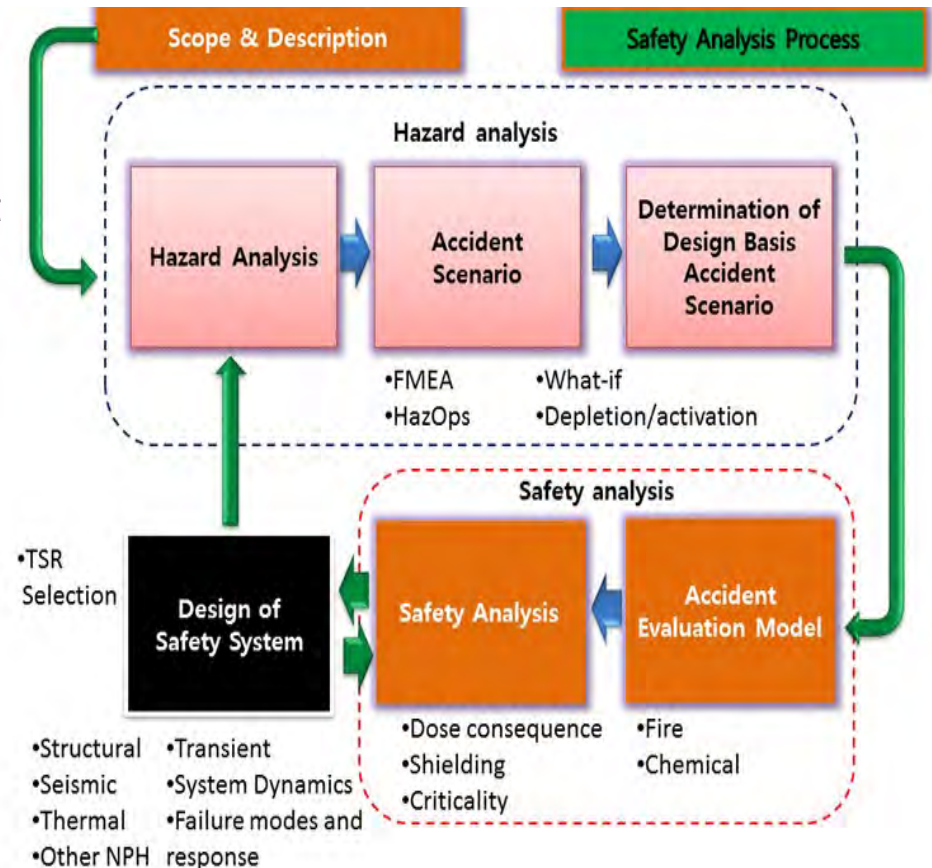 Scope & Description
Safety Analysis Process
Hazard analysis
Hazard Analysis
Accident
Scenario
Determination of
Design Basis
Accident
Scenario
•FMEA
•HazOps
•What-if
•Depletion/activation
Safety analysis
•TSR
Selection
Design of
Safety System
Safety Analysis
Accident
Evaluation Model
•Dose consequence
•Shielding
•Criticality
•Fire
•Chemical
•Structural
•Seismic
•Thermal
•Other NPH
•Transient
•System Dynamics
•Failure modes and
response